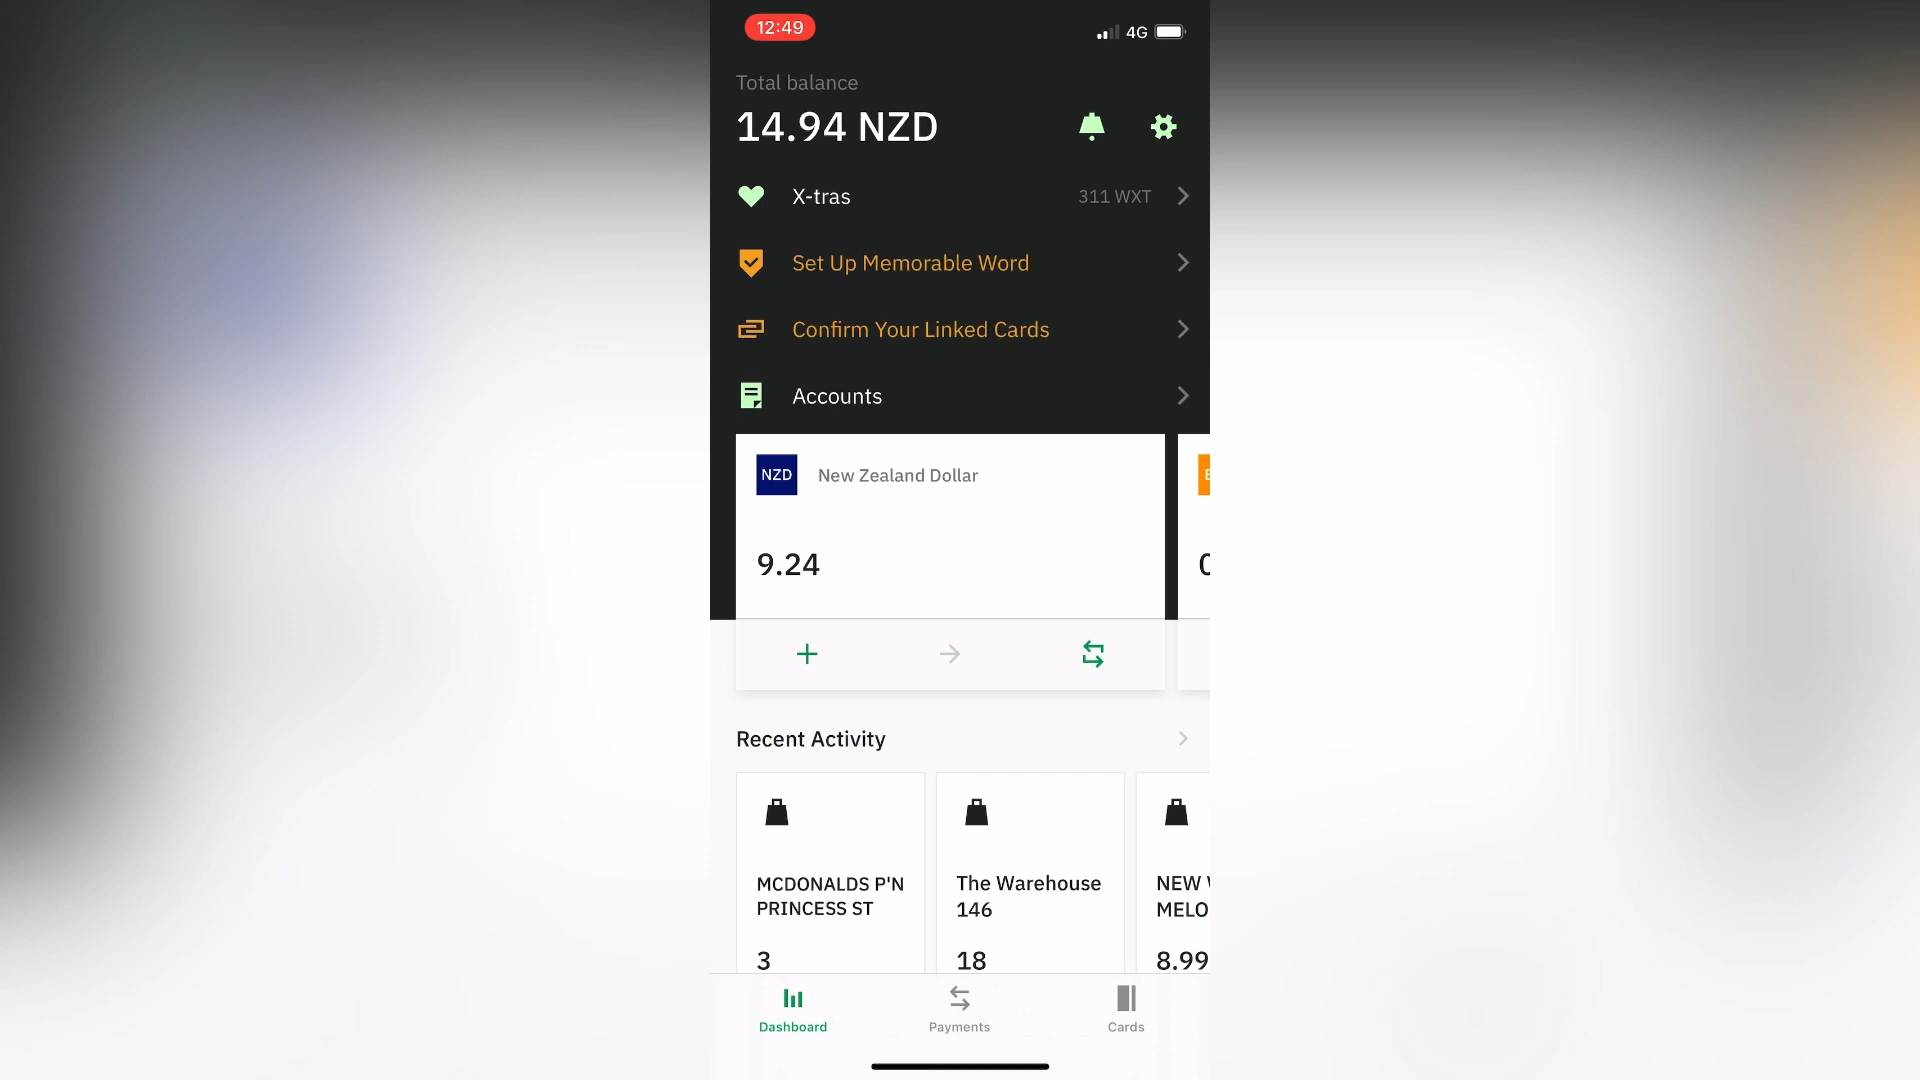 12:49
4G
Total balance
14.94 NZD
X-tras
311 WXT
Set Up Memorable Word
Confirm Your Linked Cards
Accounts
NZD
New Zealand Dollar
9.24
Recent Activity
MCDONALDS P'N
PRINCESS ST
3
The Warehouse
146
18
NEW
MELO
8.99
Dashboard
Payments
Cards